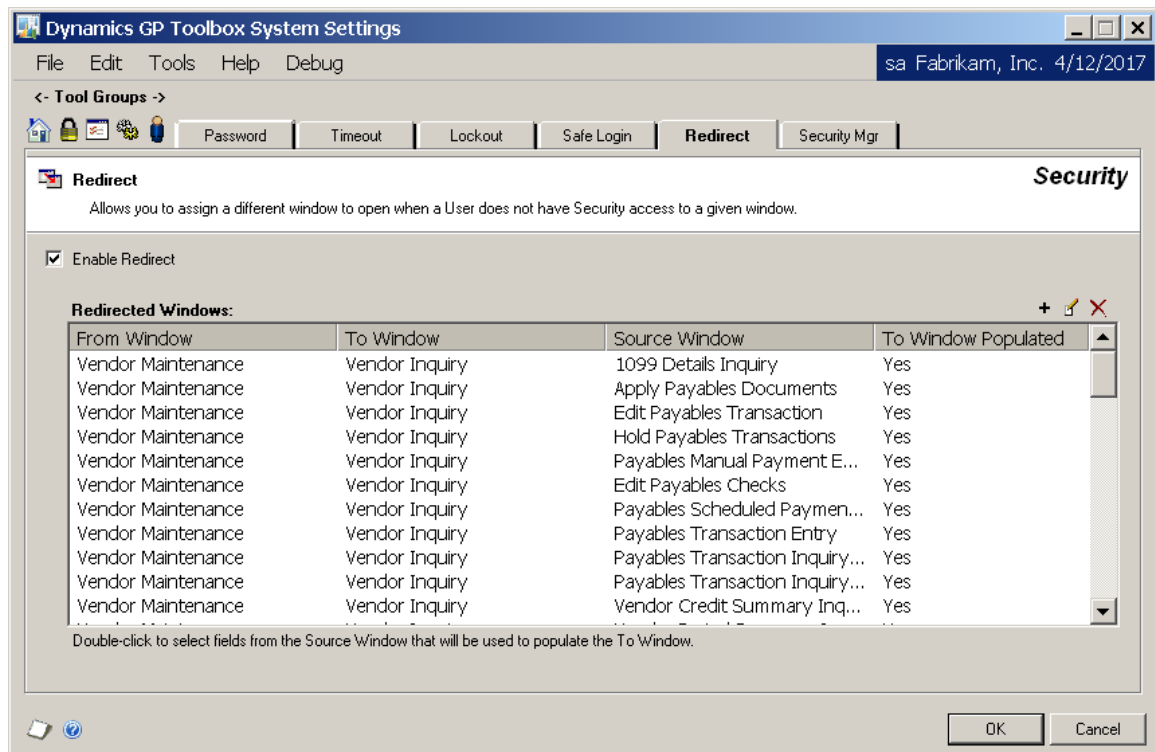 Dynamics GP Toolbox System Settings
File Edit Tools Help Debug sa Fabrikam, Inc. 4/12/2017
<- Tool Groups ->
Password Timeout Lockout Safe Login Redirect Security Mgr
Redirect Security
Allows you to assign a different window to open when a User does not have Security access to a given window.
Enable Redirect
Redirected Windows:
From Window To Window Source Window To Window Populated
Vendor Maintenance Vendor Inquiry 1099 Details Inquiry Yes
Vendor Maintenance Vendor Inquiry Apply Payables Documents Yes
Vendor Maintenance Vendor Inquiry Edit Payables Transaction Yes
Vendor Maintenance Vendor Inquiry Hold Payables Transactions Yes
Vendor Maintenance Vendor Inquiry Payables Manual Payment E... Yes
Vendor Maintenance Vendor Inquiry Edit Payables Checks Yes
Vendor Maintenance Vendor Inquiry Payables Scheduled Paymen... Yes
Vendor Maintenance Vendor Inquiry Payables Transaction Entry Yes
Vendor Maintenance Vendor Inquiry Payables Transaction Inquiry... Yes
Vendor Maintenance Vendor Inquiry Payables Transaction Inquiry... Yes
Vendor Maintenance Vendor Inquiry Vendor Credit Summary Inq... Yes
Double-click to select fields from the Source Window that will be used to populate the To Window.
OK Cancel